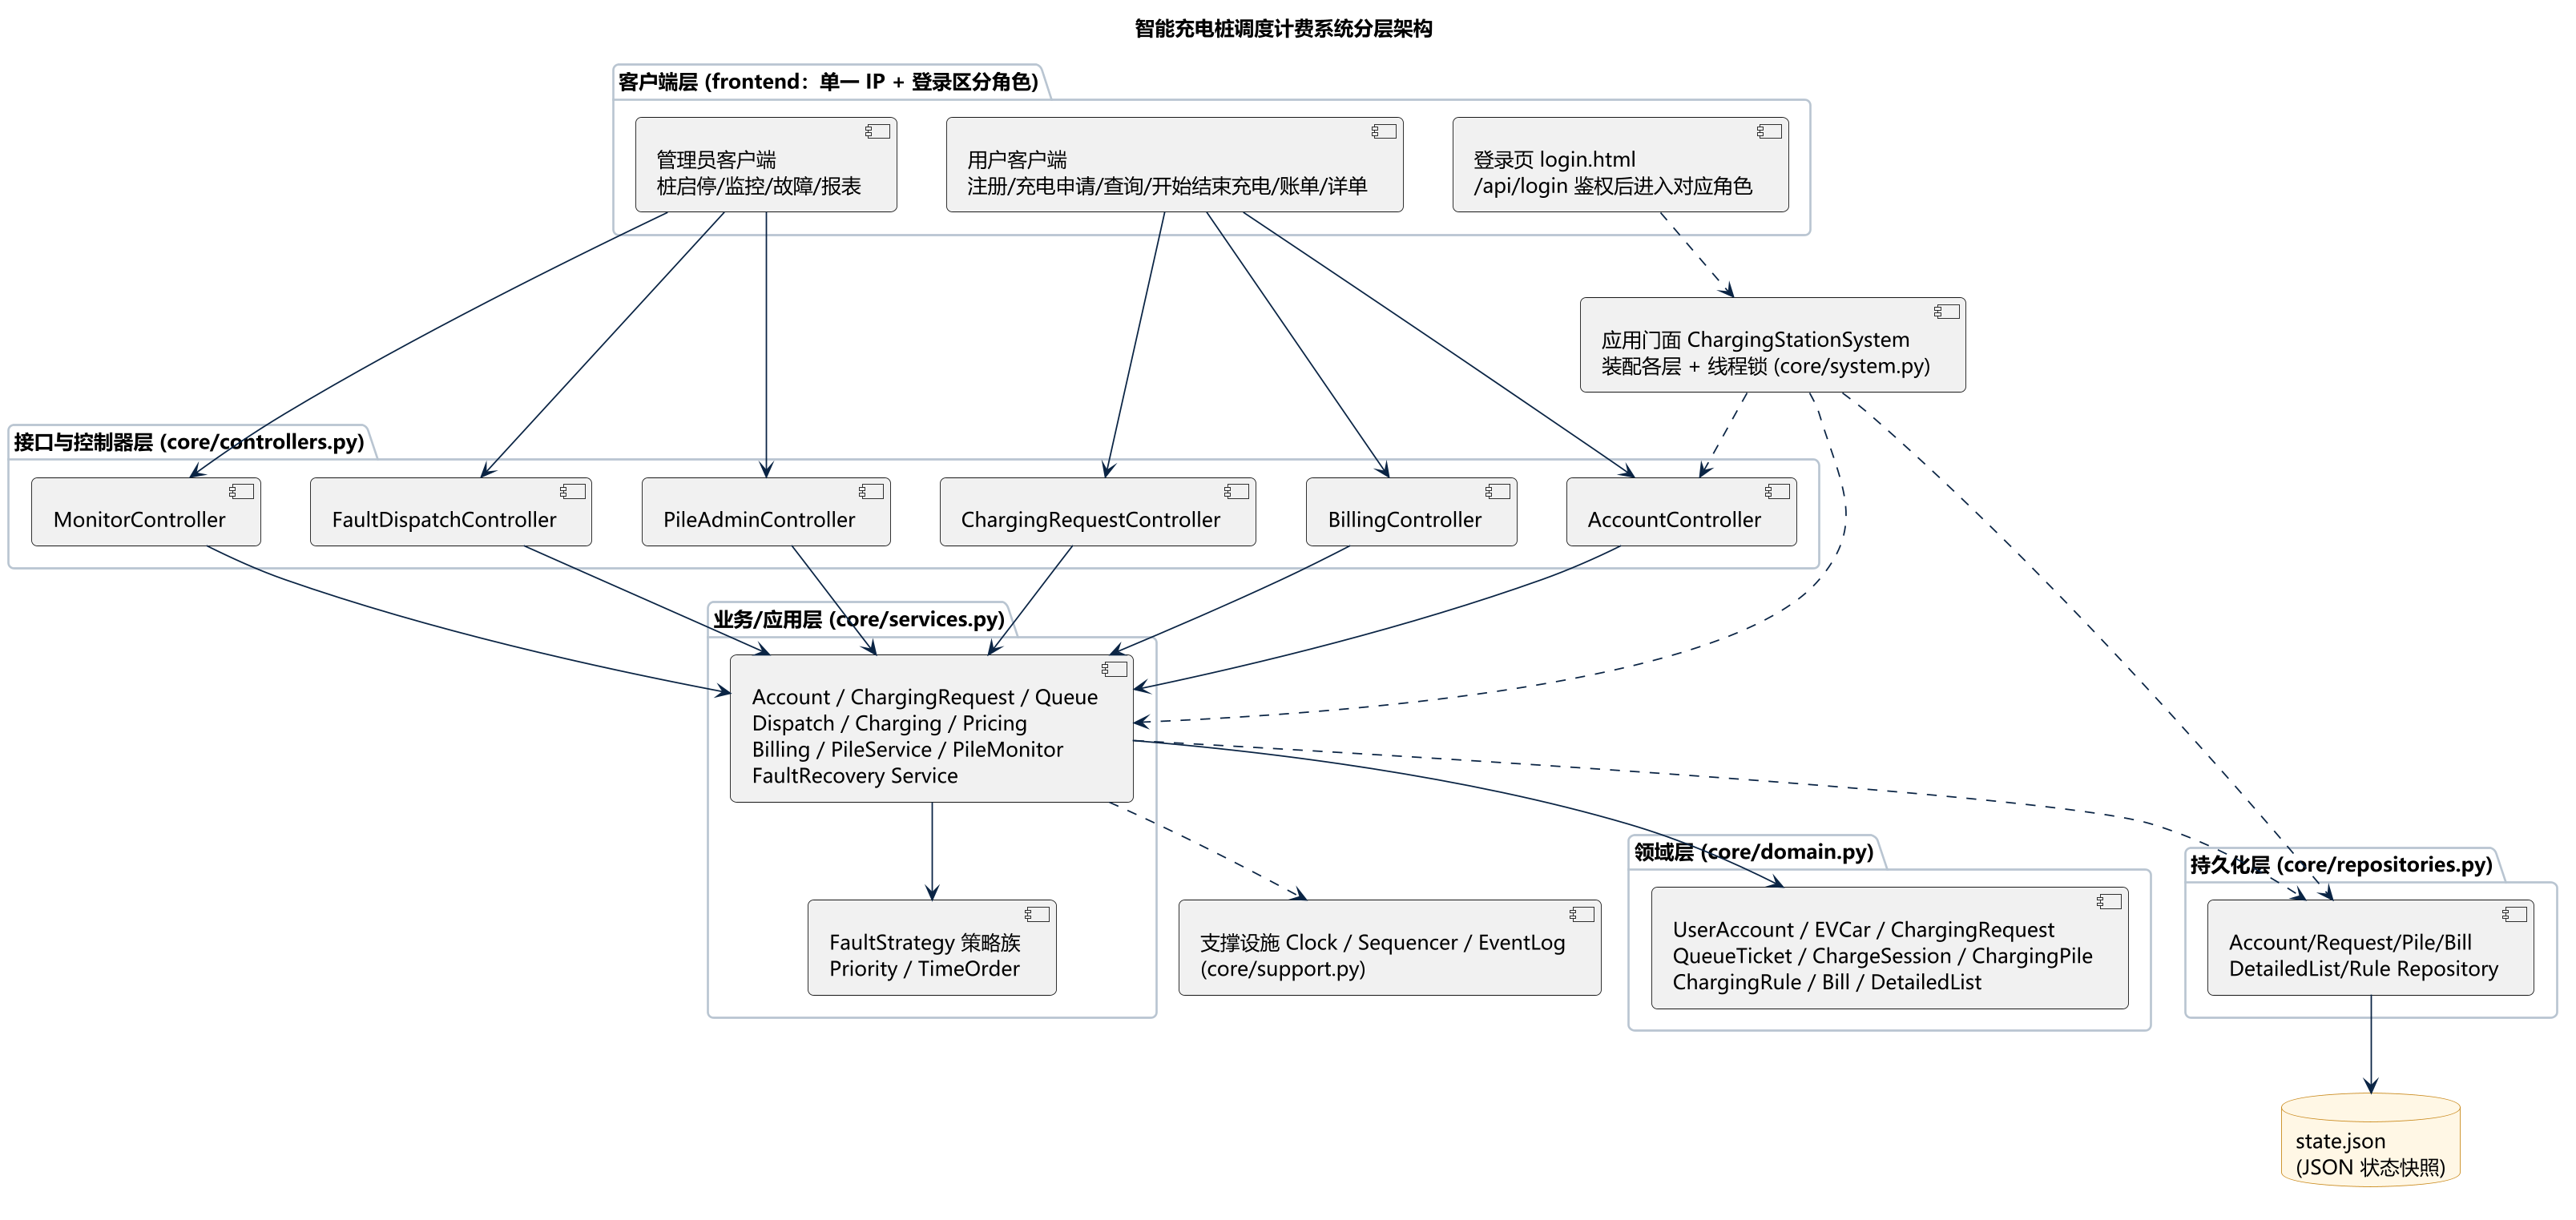 智能充电桩调度计费系统分层架构
客户端层 (frontend：单一 IP + 登录区分角色)
管理员客户端
桩启停/监控/故障/报表
用户客户端
注册/充电申请/查询/开始结束充电/账单/详单
登录页 login.html
/api/login 鉴权后进入对应角色
应用门面 ChargingStationSystem
装配各层 + 线程锁 (core/system.py)
接口与控制器层 (core/controllers.py)
MonitorController
FaultDispatchController
PileAdminController
ChargingRequestController
BillingController
AccountController
业务/应用层 (core/services.py)
Account / ChargingRequest / Queue
Dispatch / Charging / Pricing
Billing / PileService / PileMonitor
FaultRecovery Service
FaultStrategy 策略族
Priority / TimeOrder
支撑设施 Clock / Sequencer / EventLog
(core/support.py)
领域层 (core/domain.py)
UserAccount / EVCar / ChargingRequest
QueueTicket / ChargeSession / ChargingPile
ChargingRule / Bill / DetailedList
持久化层 (core/repositories.py)
Account/Request/Pile/Bill
DetailedList/Rule Repository
state.json
(JSON 状态快照)